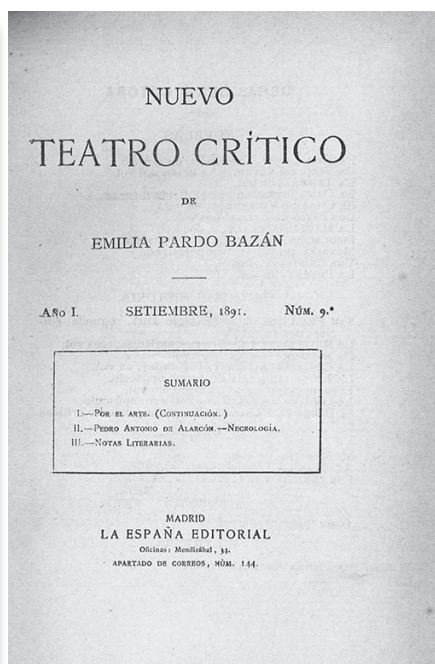 NUEVO
TEATRO CRÍTICO
DE
EMILIA PARDO BAZÁN
Año I. SETIEMBRE, 1891. Núm. 9.º
SUMARIO
I.—Por el arte. (Continuación.)
II.—Pedro Antonio de Alarcón.—Necrología.
III.—Notas Literarias.
MADRID
LA ESPAÑA EDITORIAL
Oficinas: Mendizábal, 34.
APARTADO DE CORREOS, NÚM. 144.